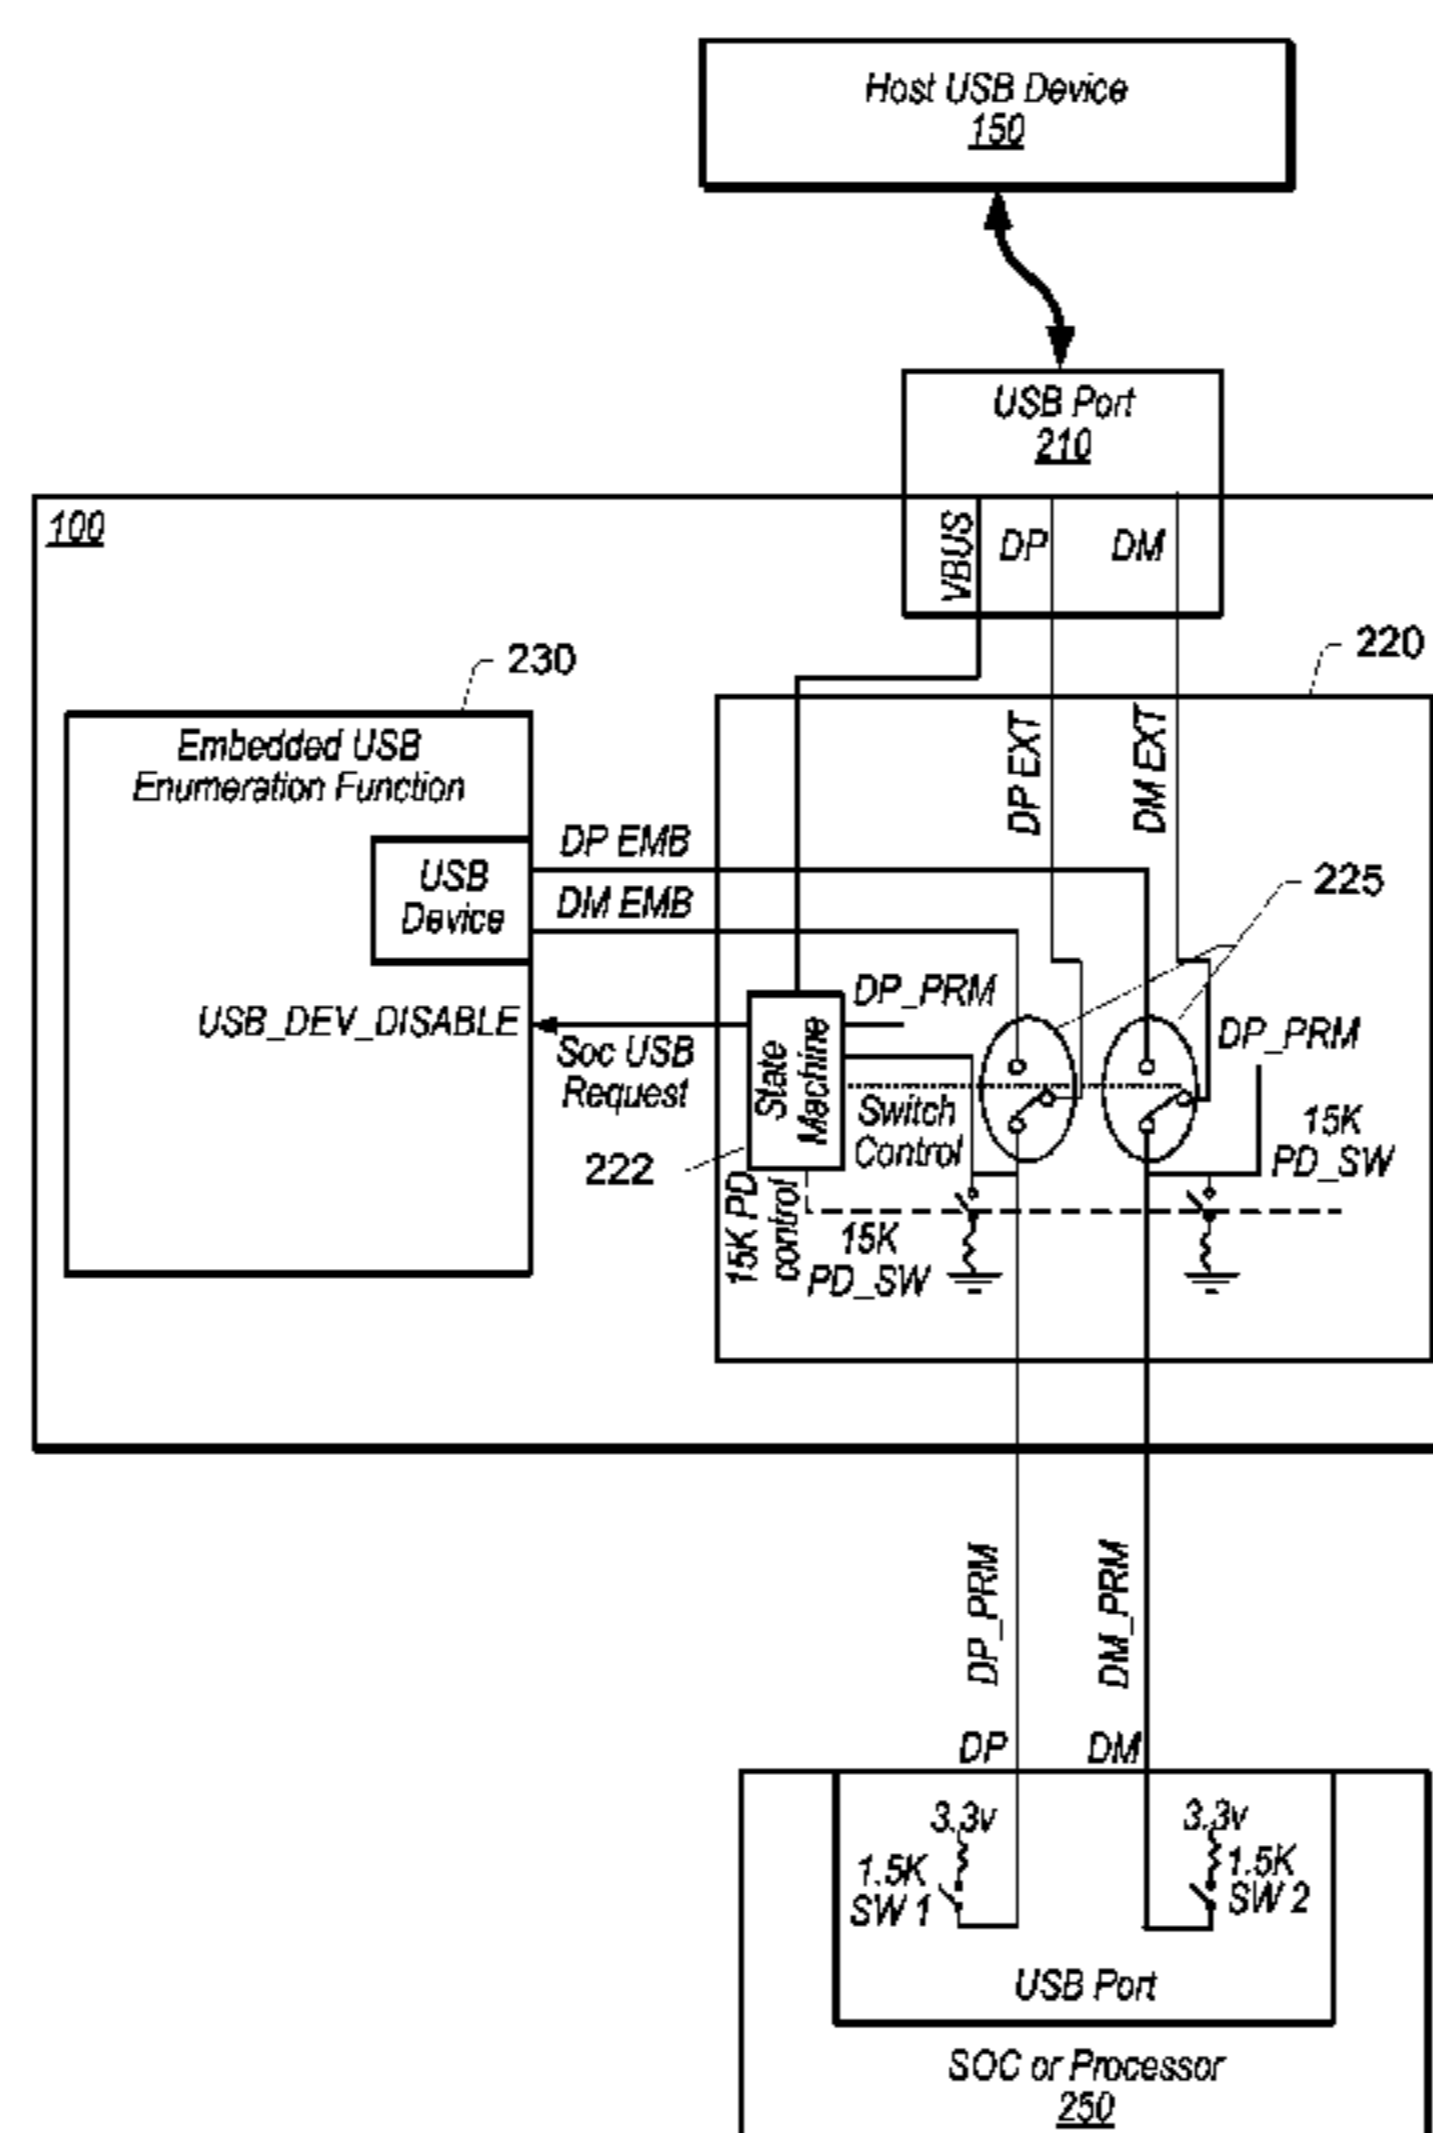 Host USB Device
150
USB Port
210
100
VBUS
DP
DM
230
220
Embedded USB
Enumeration Function
DP EXT
DM EXT
DP EMB
USB
Device
DM EMB
225
DP_PRM
USB_DEV_DISABLE
Soc USB
Request
State
Machine
DP_PRM
Switch
Control
15K
PD_SW
222
15K PD
control
15K
PD_SW
DP_PRM
DM_PRM
DP
DM
3.3v
3.3v
1.5K
SW 1
1.5K
SW 2
USB Port
SOC or Processor
250